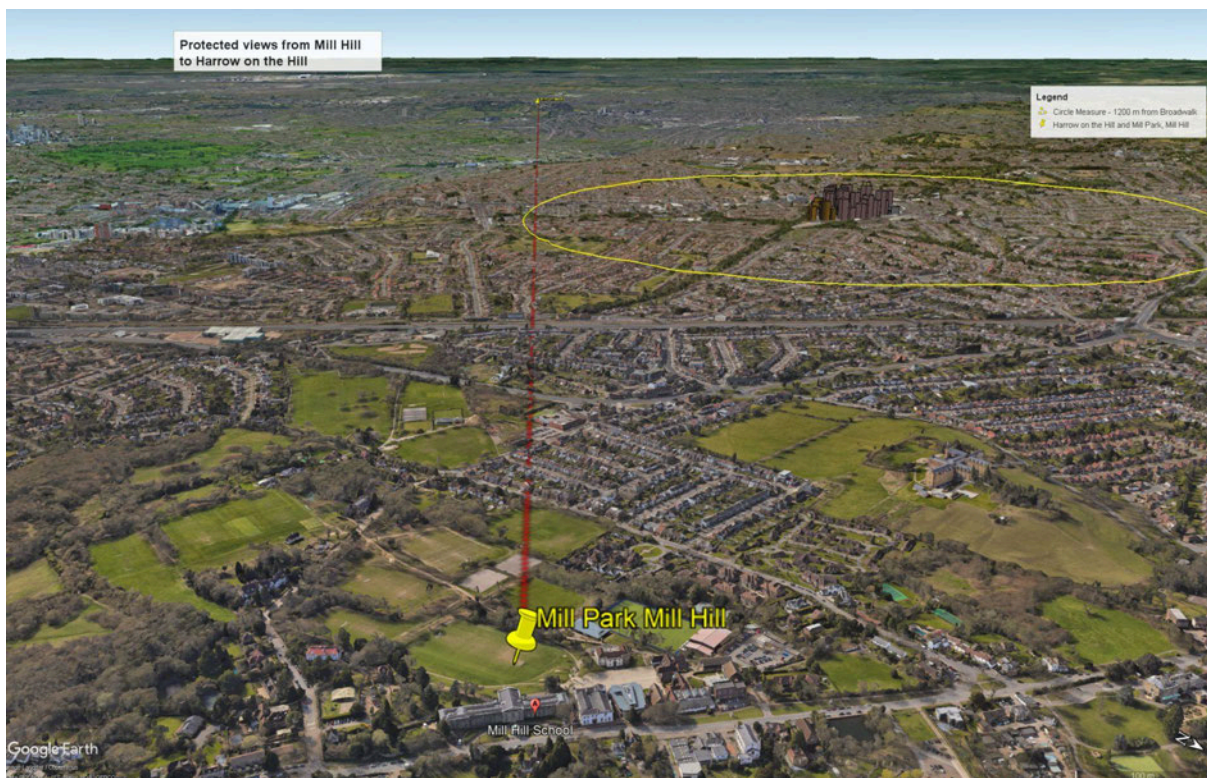 Protected views from Mill Hill
to Harrow on the Hill
Legend
Circle Measure - 1200 m from Broadwalk
Harrow on the Hill and Mill Park, Mill Hill
Mill Park Mill Hill
Mill Hill School
Google Earth